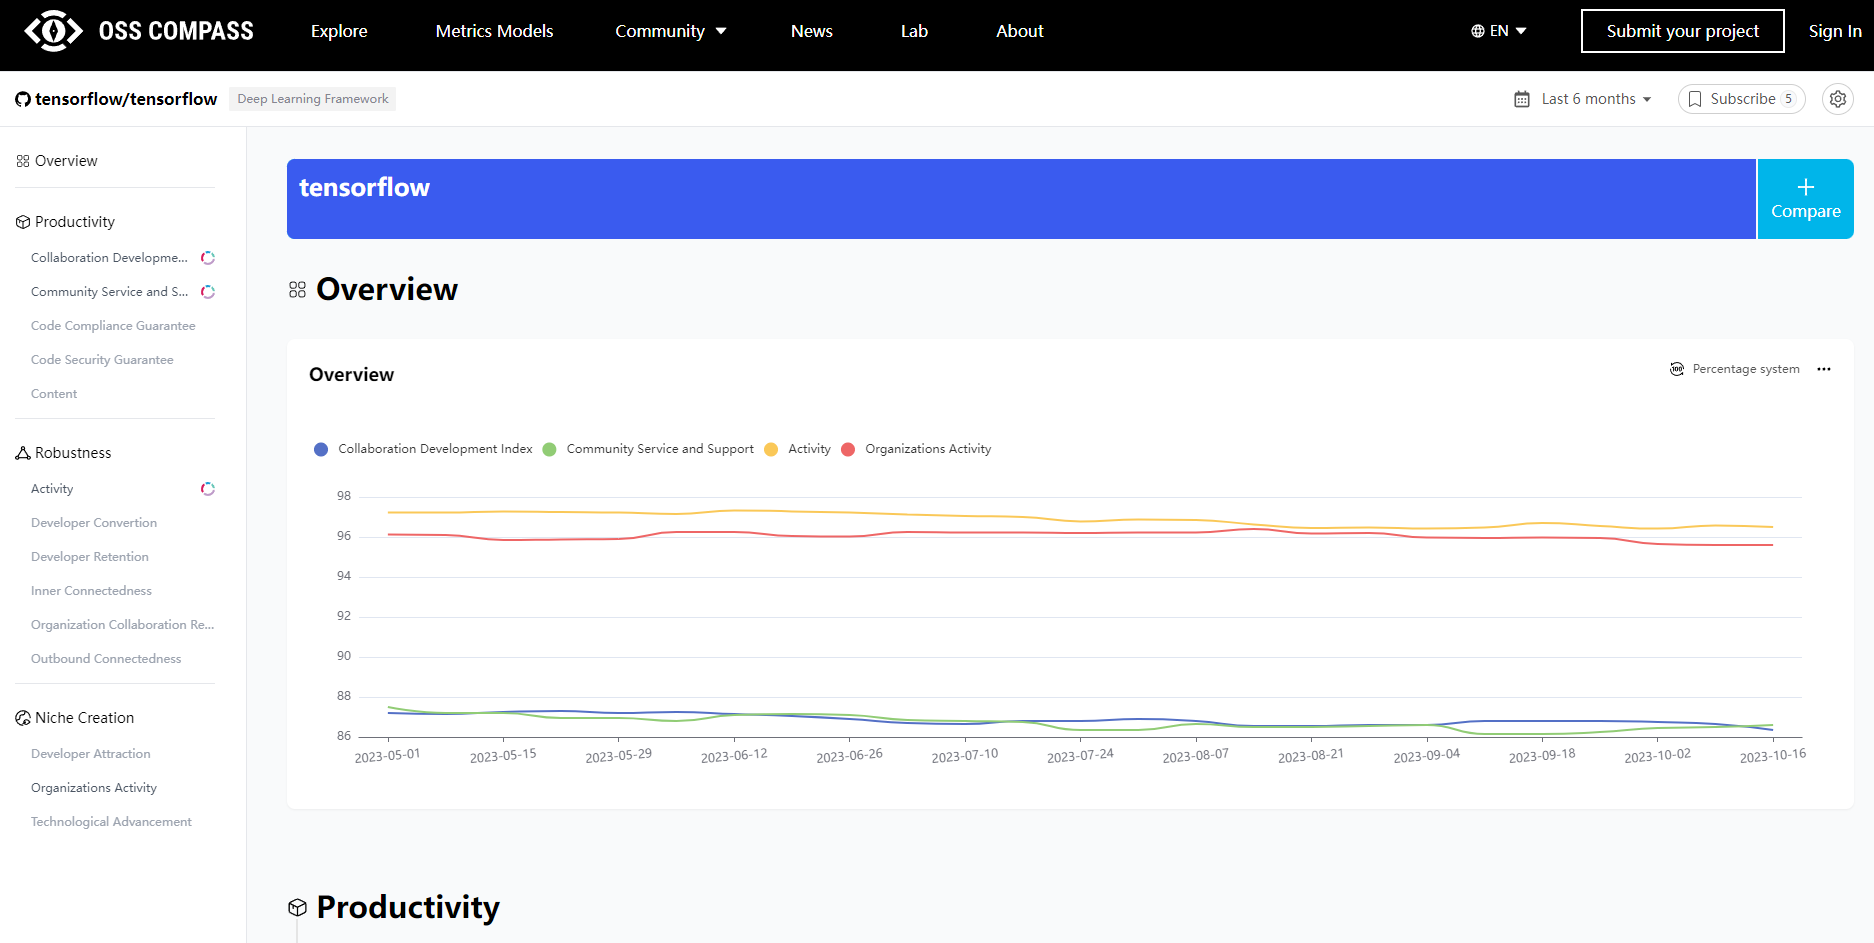 OSS COMPASS Explore Metrics Models Community News Lab About EN Submit your project Sign In
tensorflow/tensorflow Deep Learning Framework Last 6 months Subscribe 5
Overview
Productivity
Collaboration Developme...
Community Service and S...
Code Compliance Guarantee
Code Security Guarantee
Content
Robustness
Activity
Developer Convertion
Developer Retention
Inner Connectedness
Organization Collaboration Re...
Outbound Connectedness
Niche Creation
Developer Attraction
Organizations Activity
Technological Advancement
tensorflow
Compare
Overview
Overview
100 Percentage system
Collaboration Development Index Community Service and Support Activity Organizations Activity
98
96
94
92
90
88
86
2023-05-01 2023-05-15 2023-05-29 2023-06-12 2023-06-26 2023-07-10 2023-07-24 2023-08-07 2023-08-21 2023-09-04 2023-09-18 2023-10-02 2023-10-16
Productivity